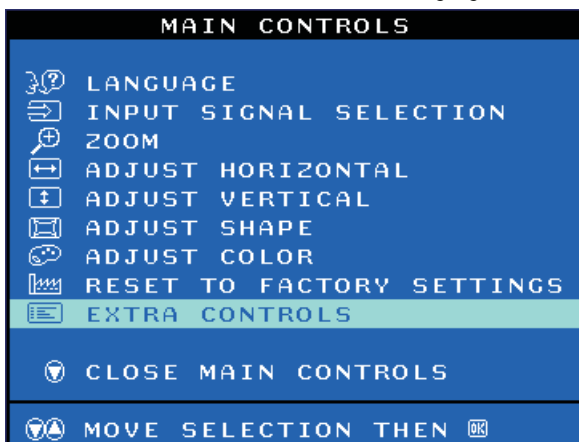 MAIN CONTROLS
LANGUAGE
INPUT SIGNAL SELECTION
ZOOM
ADJUST HORIZONTAL
ADJUST VERTICAL
ADJUST SHAPE
ADJUST COLOR
RESET TO FACTORY SETTINGS
EXTRA CONTROLS
CLOSE MAIN CONTROLS
MOVE SELECTION THEN OK